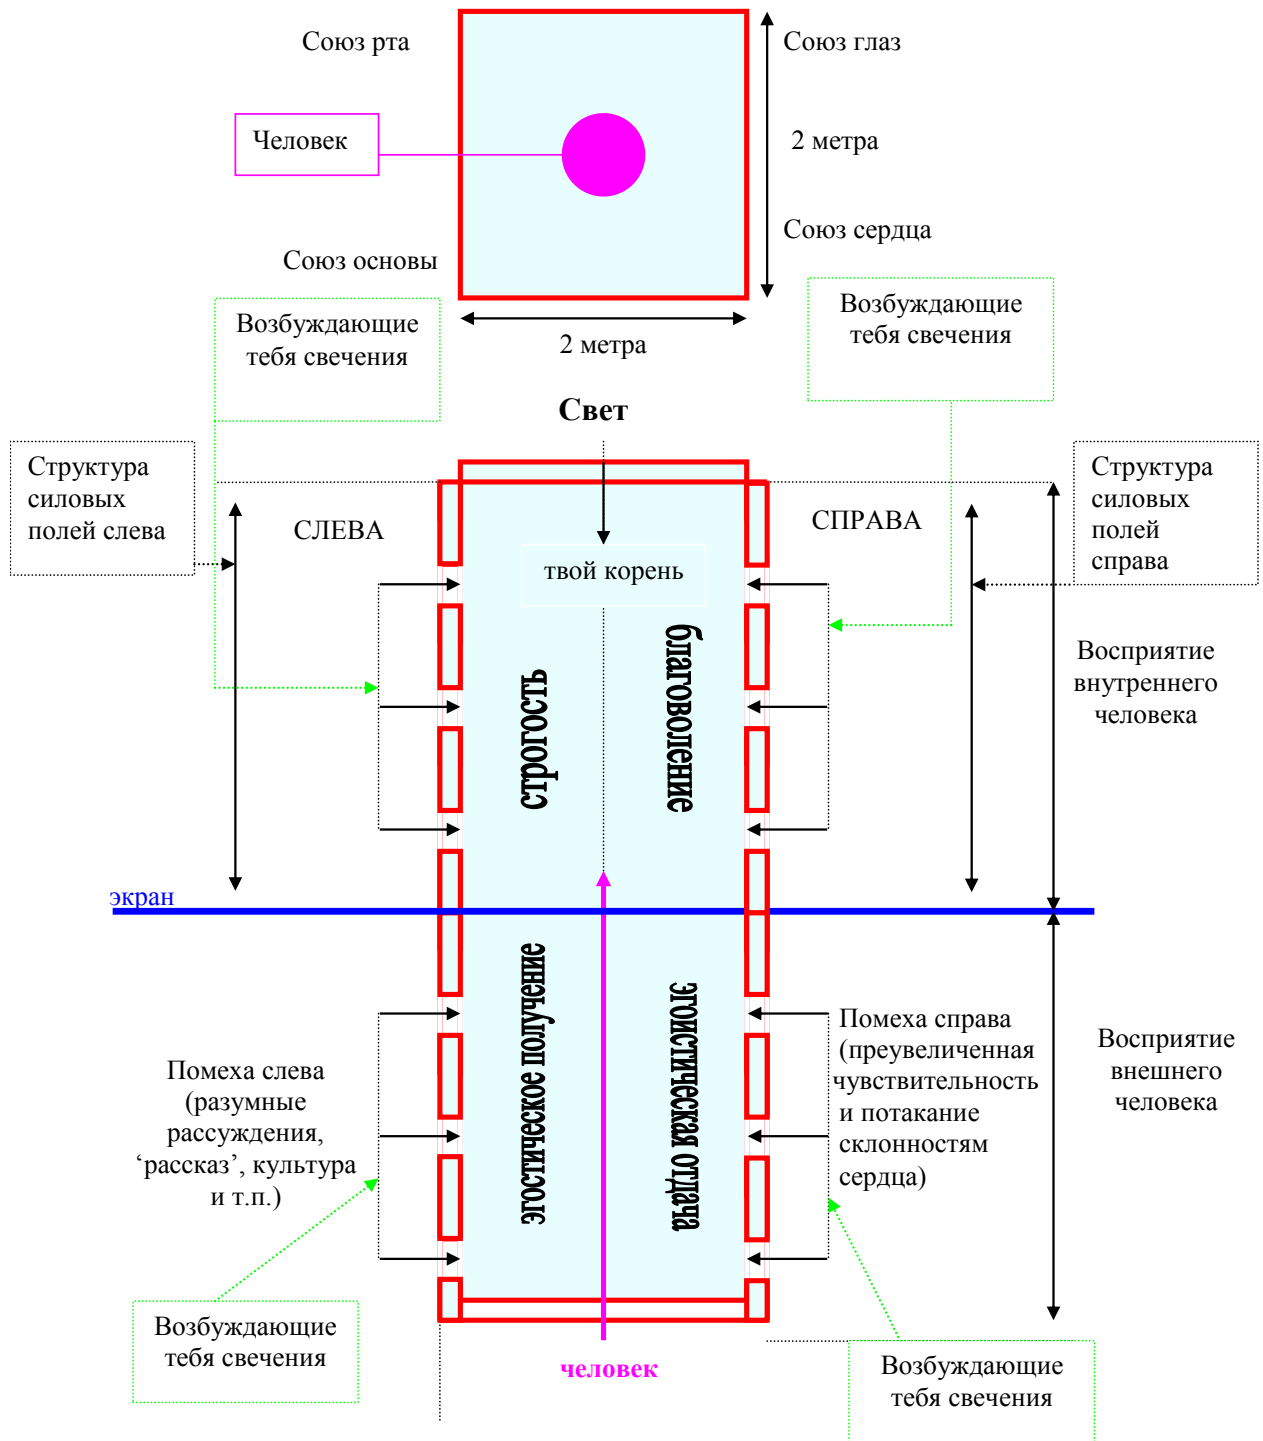 Союз рта
Союз глаз
Человек
2 метра
Союз сердца
Союз основы
Возбуждающие
тебя свечения
Возбуждающие
тебя свечения
2 метра
Свет
Структура
силовых
полей слева
СЛЕВА
СПРАВА
Структура
силовых
полей
справа
твой корень
строгость
благоволение
Восприятие
внутреннего
человека
экран
эгостическое получение
эгоистическая отдача
Помеха слева
(разумные
рассуждения,
‘рассказ’, культура
и т.п.)
Помеха справа
(преувеличенная
чувствительность
и потакание
склонностям
сердца)
Восприятие
внешнего
человека
Возбуждающие
тебя свечения
человек
Возбуждающие
тебя свечения